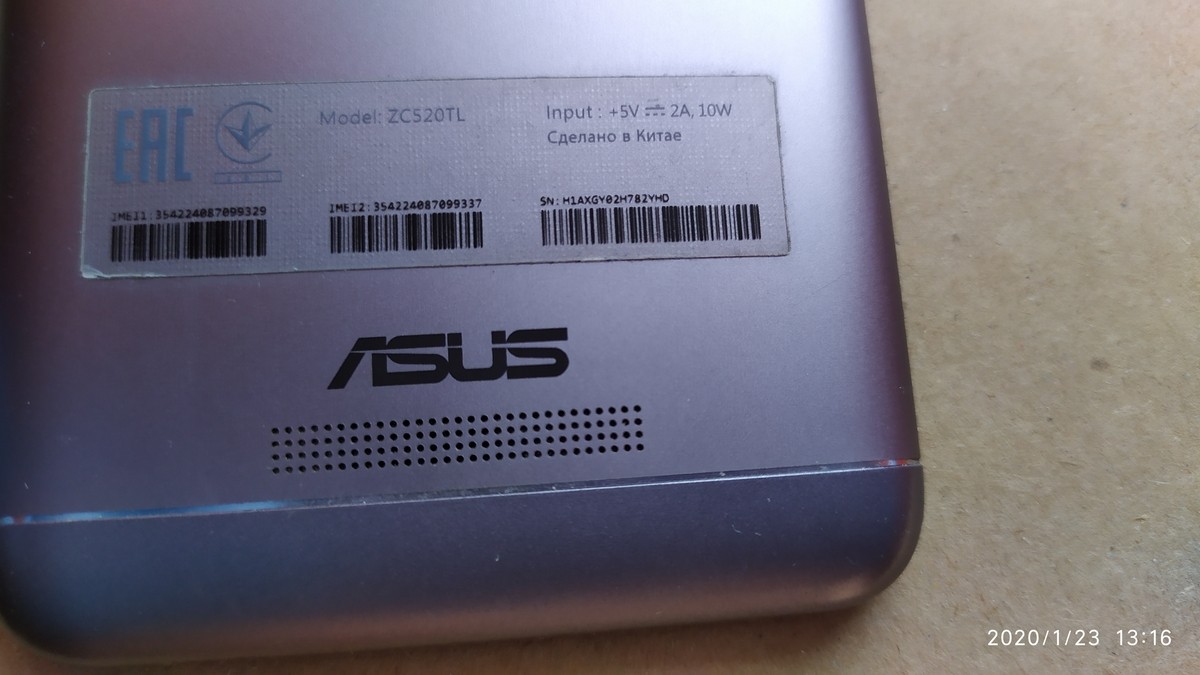 EAC
Model: ZC520TL
Input : +5V ⎓ 2A, 10W
Сделано в Китае
IMEI1:354224087099329
IMEI2:354224087099337
SN: H1AXGY02H782YHD
ASUS
2020/1/23 13:16